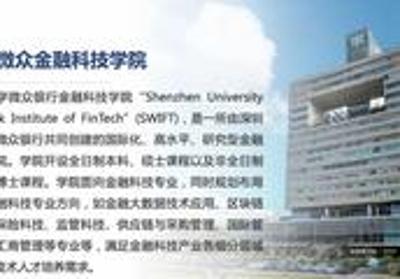 微众金融科技学院
学微众银行金融科技学院“Shenzhen University
k Institute of FinTech” (SWIFT)，是一所由深圳
微众银行共同创建的国际化、高水平、研究型金融
院。学院开设全日制本科、硕士课程以及非全日制
博士课程。学院面向金融科技专业，同时规划布局
融科技专业方向，如金融大数据技术应用、区块链
保险科技、监管科技、供应链与采购管理、国际管
工商管理等专业等，满足金融科技产业各细分领域
技术人才培养需求。